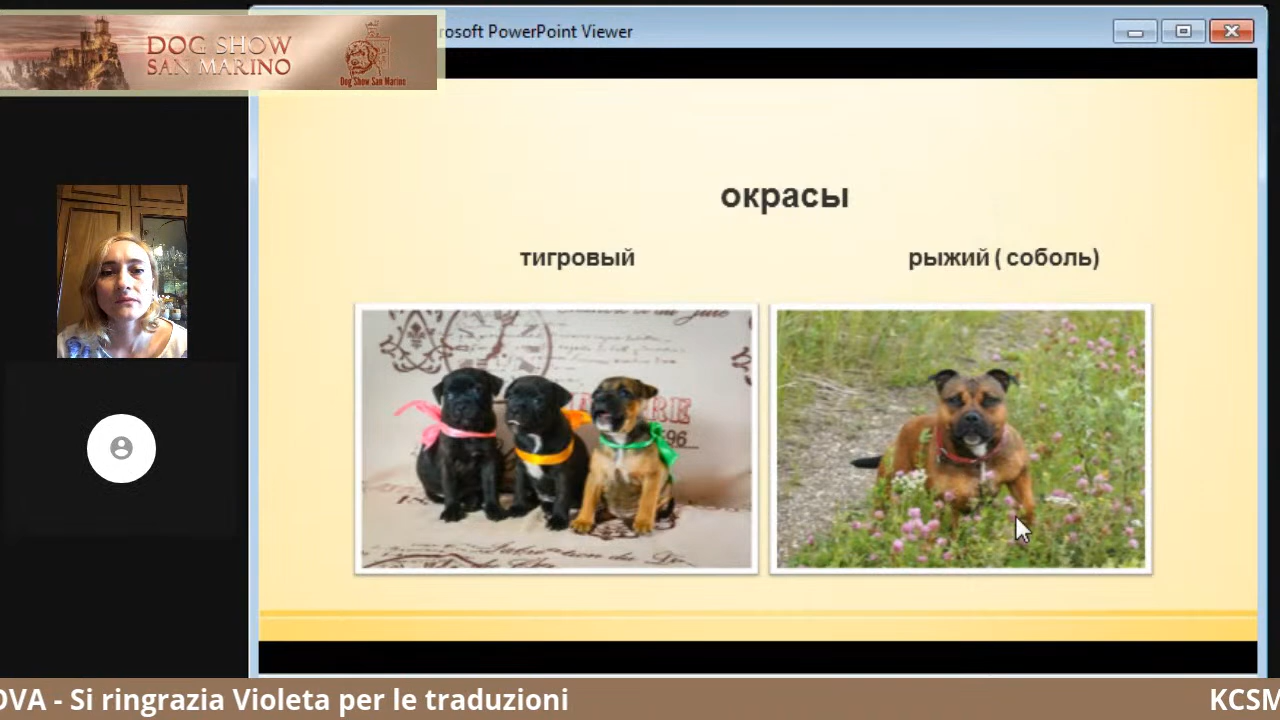 DOG SHOW
SAN MARINO
Dog Show San Marino
rosoft PowerPoint Viewer
окрасы
тигровый
рыжий ( соболь)
OVA - Si ringrazia Violeta per le traduzioni
KCSM